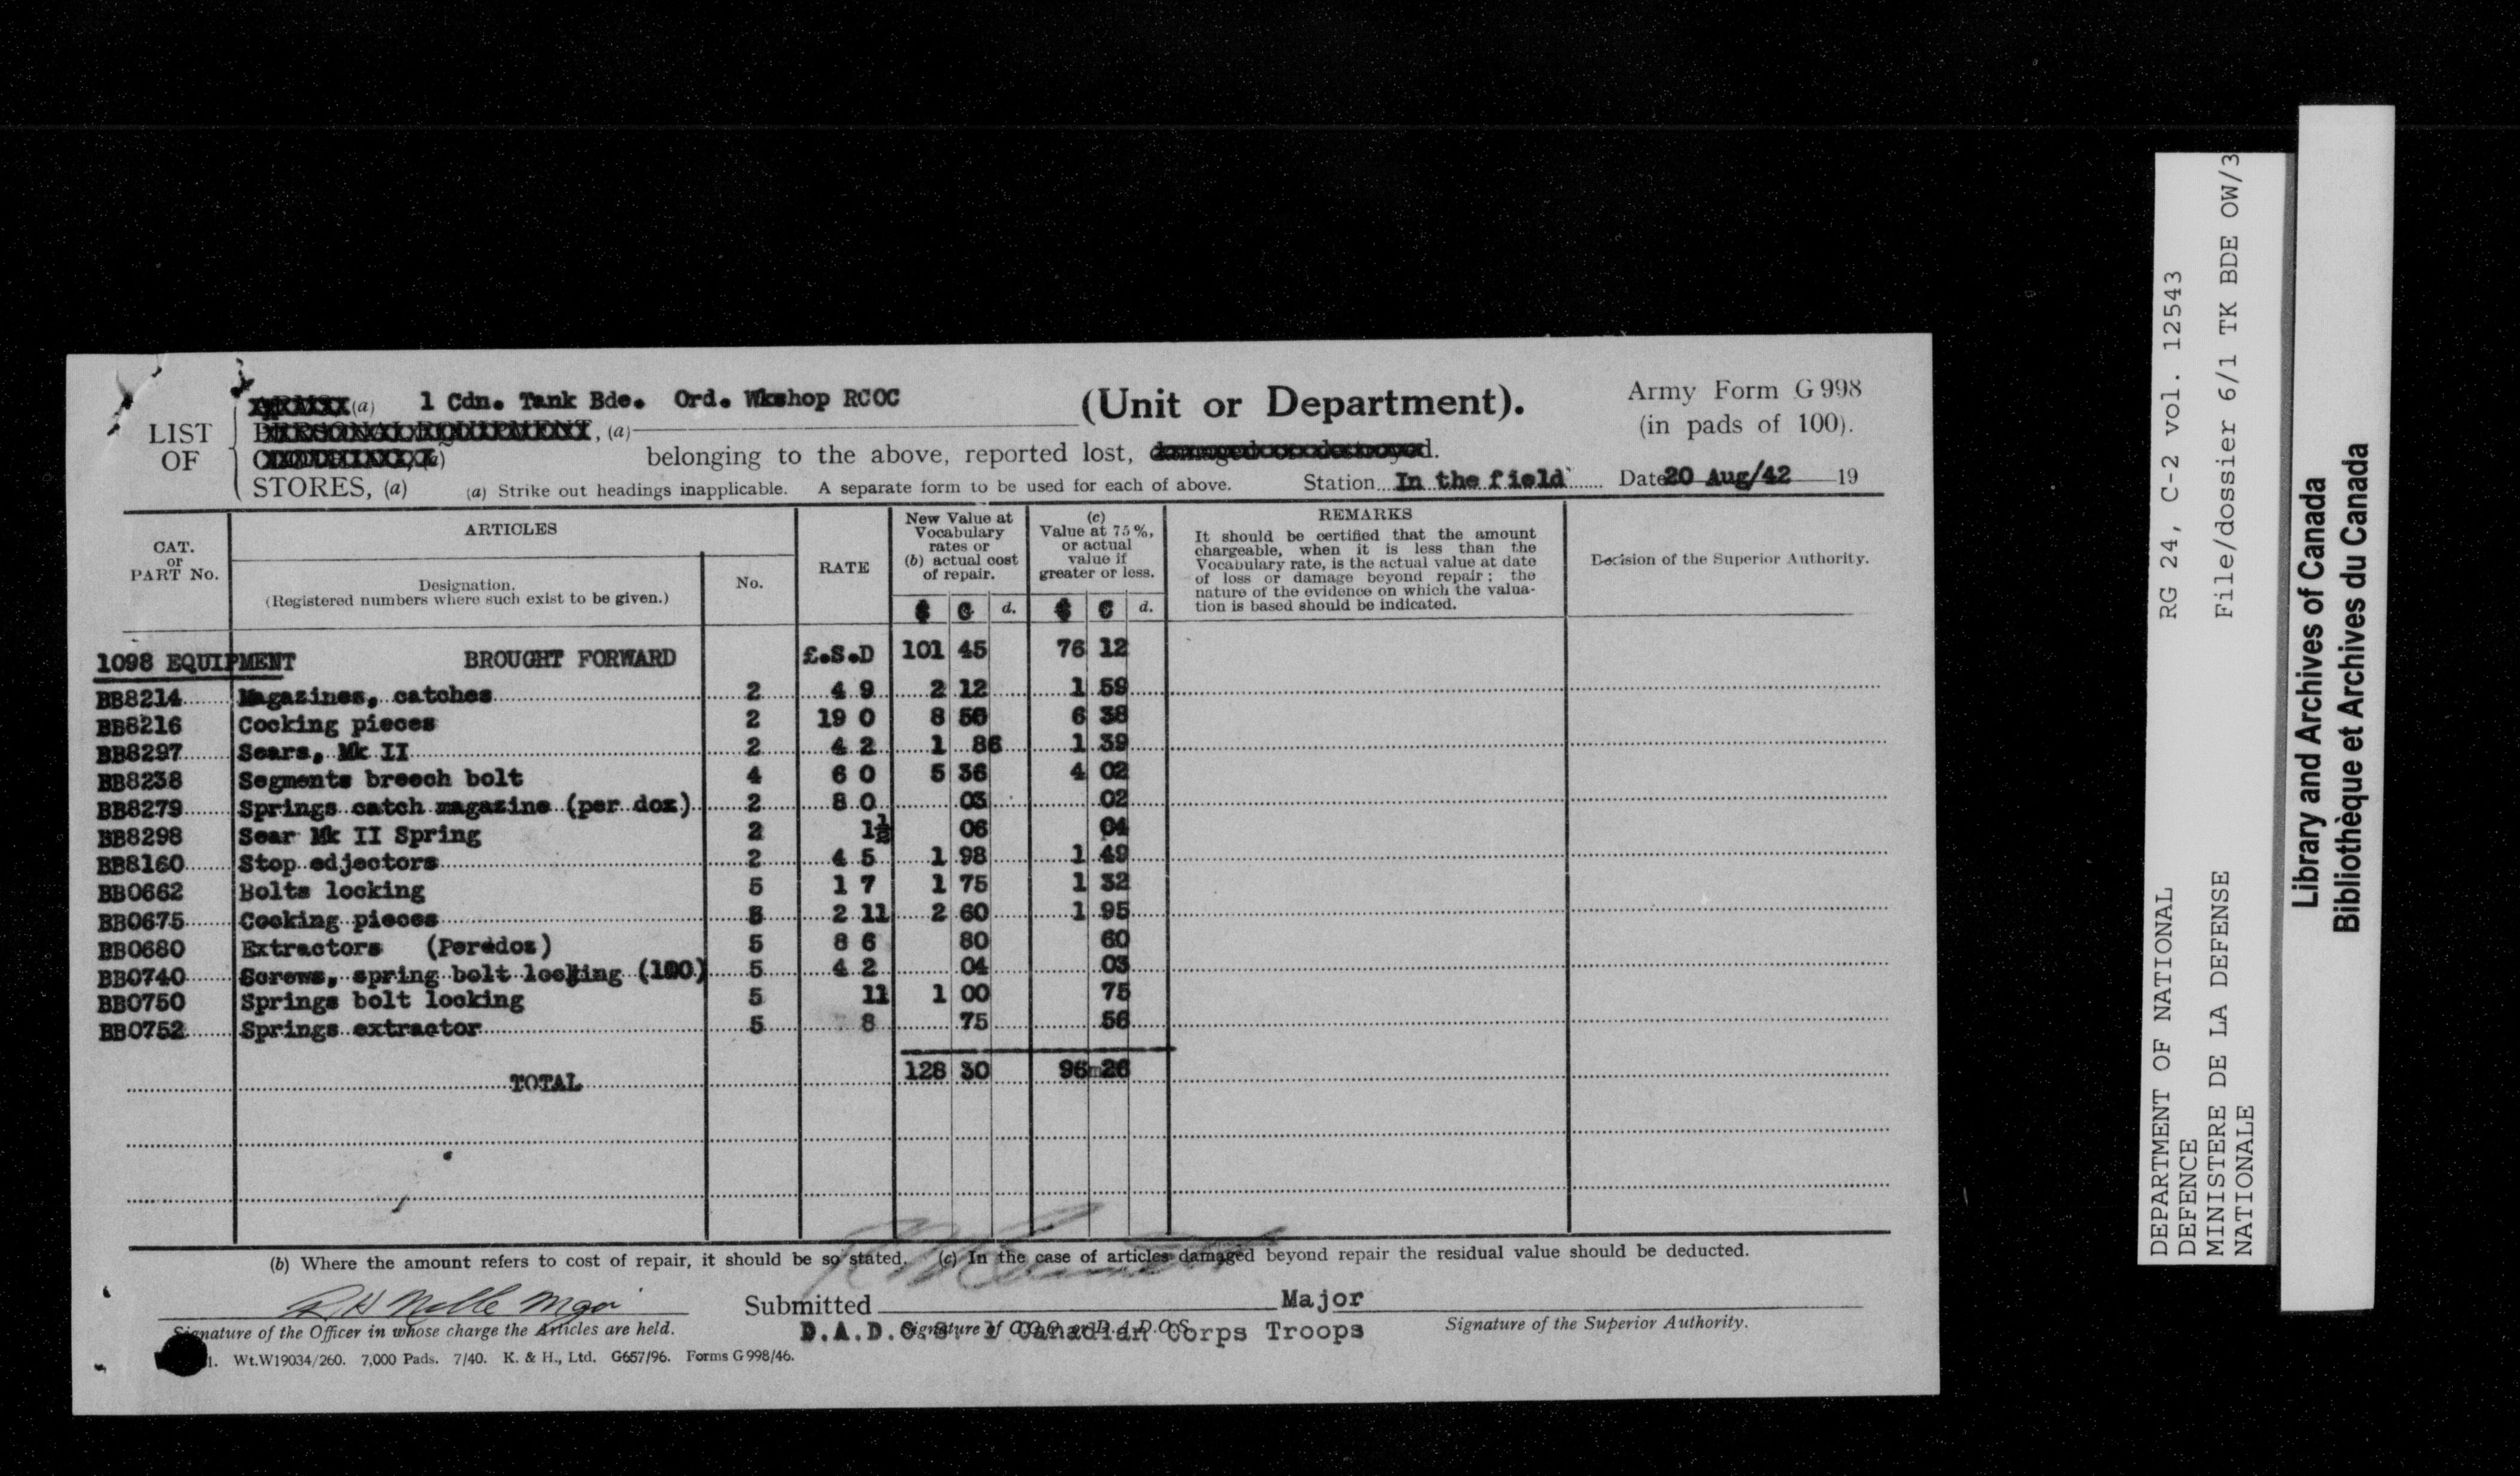 ARMS (a) 1 Cdn. Tank Bde. Ord. Wkshop RCOC (Unit or Department). Army Form G 998
LIST OF PERSONAL EQUIPMENT, (a) (in pads of 100).
(a) belonging to the above, reported lost, damaged or destroyed.
STORES, (a) (a) Strike out headings inapplicable. A separate form to be used for each of above. Station In the field Date 20 Aug/42 19
CAT. or PART No. ARTICLES Designation. (Registered numbers where such exist to be given.) No. RATE
New Value at Vocabulary rates or (b) actual cost of repair. $ C d.
(c) Value at 75%, or actual value if greater or less. $ C d.
REMARKS
It should be certified that the amount
chargeable, when it is less than the
Vocabulary rate, is the actual value at date
of loss or damage beyond repair; the
nature of the evidence on which the valua-
tion is based should be indicated.
Decision of the Superior Authority.
1098 EQUIPMENT BROUGHT FORWARD £.S.D 101 45 76 12
BB8214 Magazines, catches 2 4 9 2 12 1 59
BB8216 Cocking pieces 2 19 0 8 50 6 38
BB8297 Sears, Mk II 2 4 2 1 86 1 39
BB8238 Segments breech bolt 4 6 0 5 36 4 02
BB8279 Springs catch magazine (per doz) 2 8 0 03 02
BB8298 Sear Mk II Spring 2 1½ 06 04
BB8160 Stop edjectors 2 4 5 1 98 1 49
BB0662 Bolts locking 5 1 7 1 75 1 32
BB0675 Cocking pieces 5 2 11 2 60 1 95
BB0680 Extractors (Peredoz) 5 8 6 80 60
BB0740 Screws, spring bolt locking (100) 5 4 2 04 03
BB0750 Springs bolt locking 5 11 1 00 75
BB0752 Springs extractor 5 8 75 56
TOTAL 128 30 96 26
(b) Where the amount refers to cost of repair, it should be so stated. (c) In the case of articles damaged beyond repair the residual value should be deducted.
Submitted Major
Signature of the Officer in whose charge the Articles are held. Signature of C.O.O. or D.A.D.O.S. Signature of the Superior Authority.
D.A.D.O.S. 1 Canadian Corps Troops
1. Wt.W19034/260. 7,000 Pads. 7/40. K. & H., Ltd. G657/96. Forms G 998/46.
DEPARTMENT OF NATIONAL RG 24, C-2 vol. 12543
DEFENCE
MINISTERE DE LA DEFENSE File/dossier 6/1 TK BDE OW/3
NATIONALE
Library and Archives of Canada
Bibliothèque et Archives du Canada